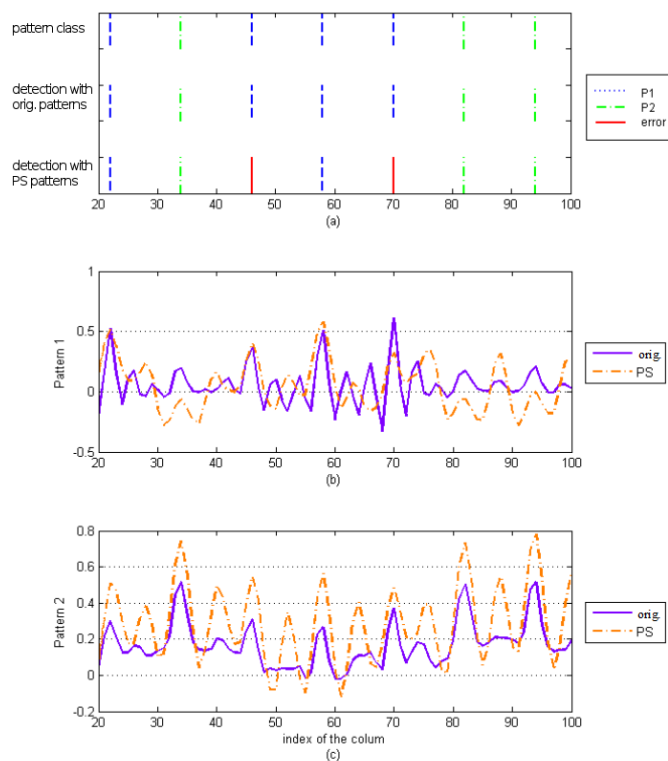 pattern class
detection with
orig. patterns
detection with
PS patterns
P1
P2
error
20 30 40 50 60 70 80 90 100
(a)
1
0.5
0
-0.5
Pattern 1
orig.
PS
20 30 40 50 60 70 80 90 100
(b)
0.8
0.6
0.4
0.2
0
-0.2
Pattern 2
orig.
PS
20 30 40 50 60 70 80 90 100
index of the colum
(c)